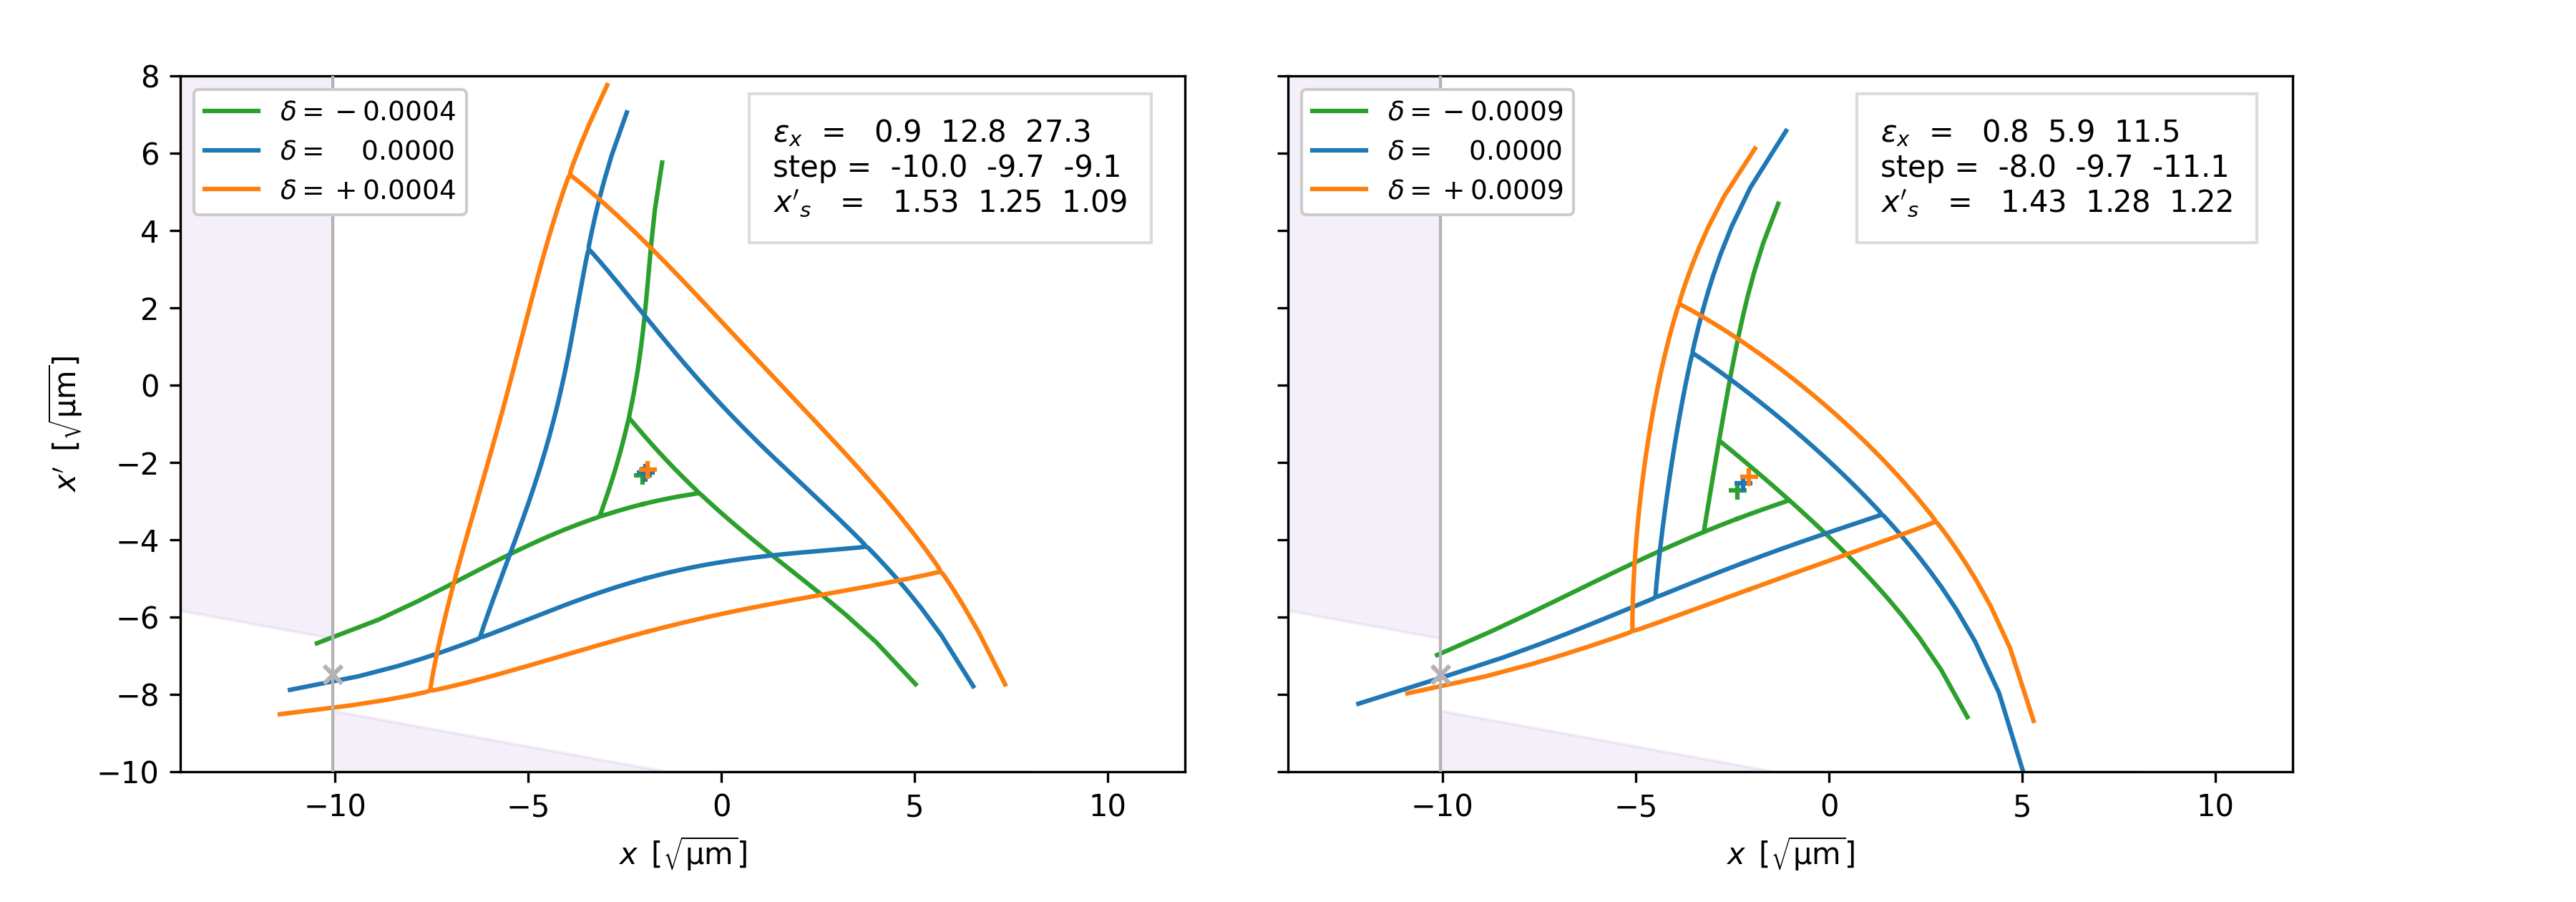 8
6
4
2
0
−2
−4
−6
−8
−10
x′ [√μm]
δ = − 0.0004
δ = 0.0000
δ = + 0.0004
εx = 0.9 12.8 27.3
step = -10.0 -9.7 -9.1
x′s = 1.53 1.25 1.09
−10 −5 0 5 10
x [√μm]
δ = − 0.0009
δ = 0.0000
δ = + 0.0009
εx = 0.8 5.9 11.5
step = -8.0 -9.7 -11.1
x′s = 1.43 1.28 1.22
−10 −5 0 5 10
x [√μm]